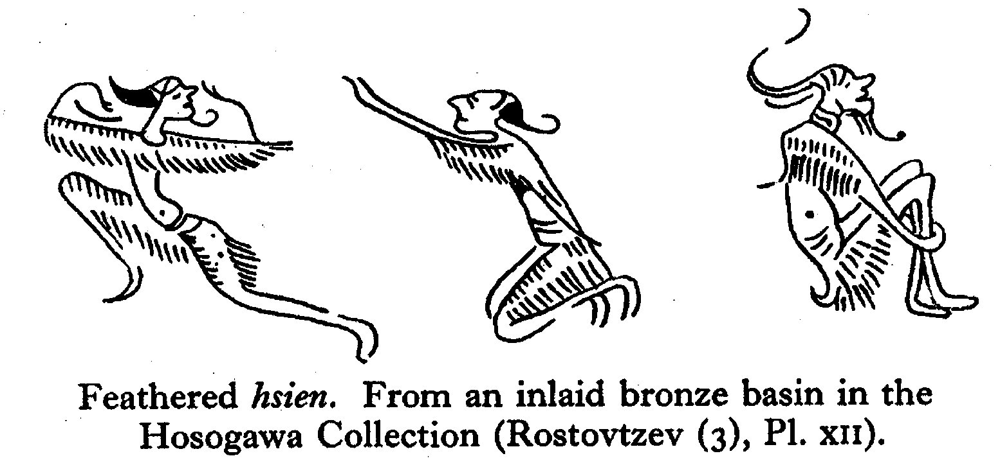 Feathered hsien. From an inlaid bronze basin in the
Hosogawa Collection (Rostovtzev (3), Pl. XII).